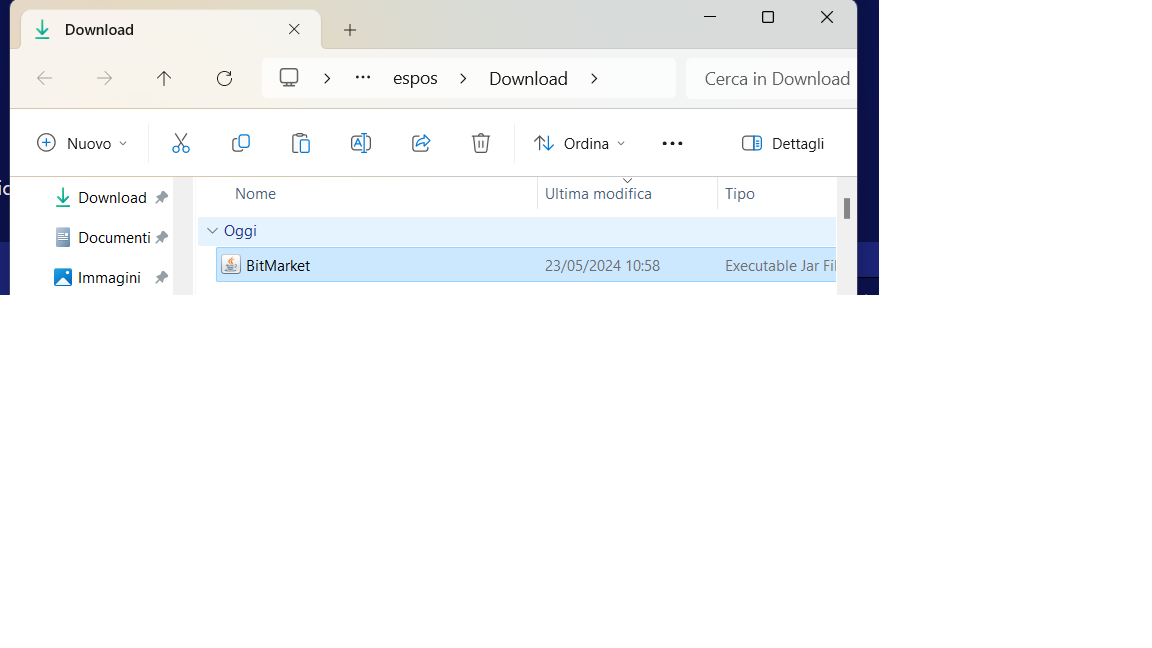 Download
espos
Download
Cerca in Download
Nuovo
Ordina
Dettagli
Download
Nome
Ultima modifica
Tipo
Documenti
Oggi
Immagini
BitMarket
23/05/2024 10:58
Executable Jar Fil